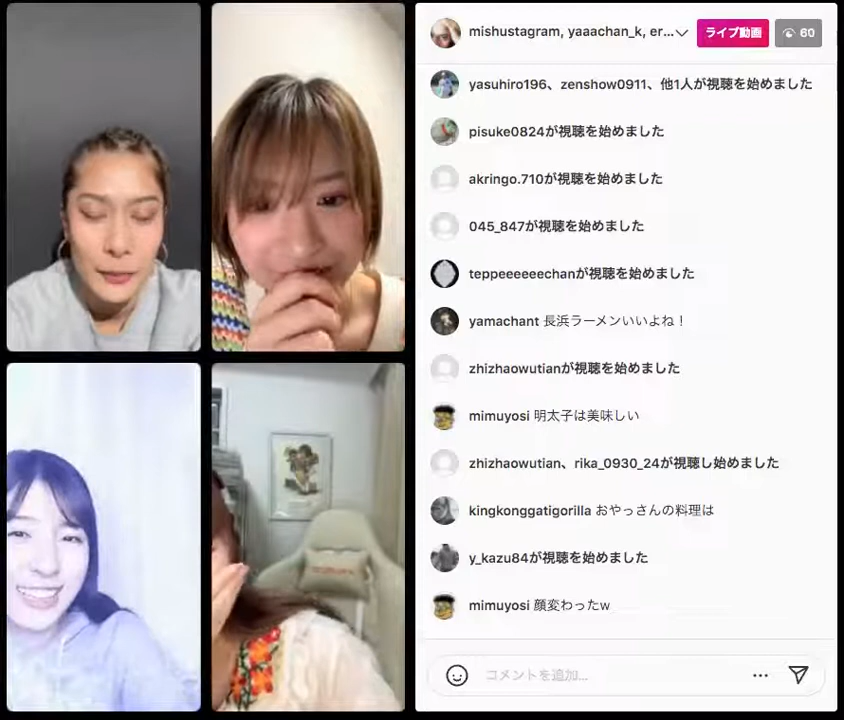 mishustagram, yaaachan_k, er...
ライブ動画
60
yasuhiro196、zenshow0911、他1人が視聴を始めました
pisuke0824が視聴を始めました
akringo.710が視聴を始めました
045_847が視聴を始めました
teppeeeeeechanが視聴を始めました
yamachant 長浜ラーメンいいよね！
zhizhaowutianが視聴を始めました
mimuyosi 明太子は美味しい
zhizhaowutian、rika_0930_24が視聴し始めました
kingkonggatigorilla おやっさんの料理は
y_kazu84が視聴を始めました
mimuyosi 顔変わったw
コメントを追加...